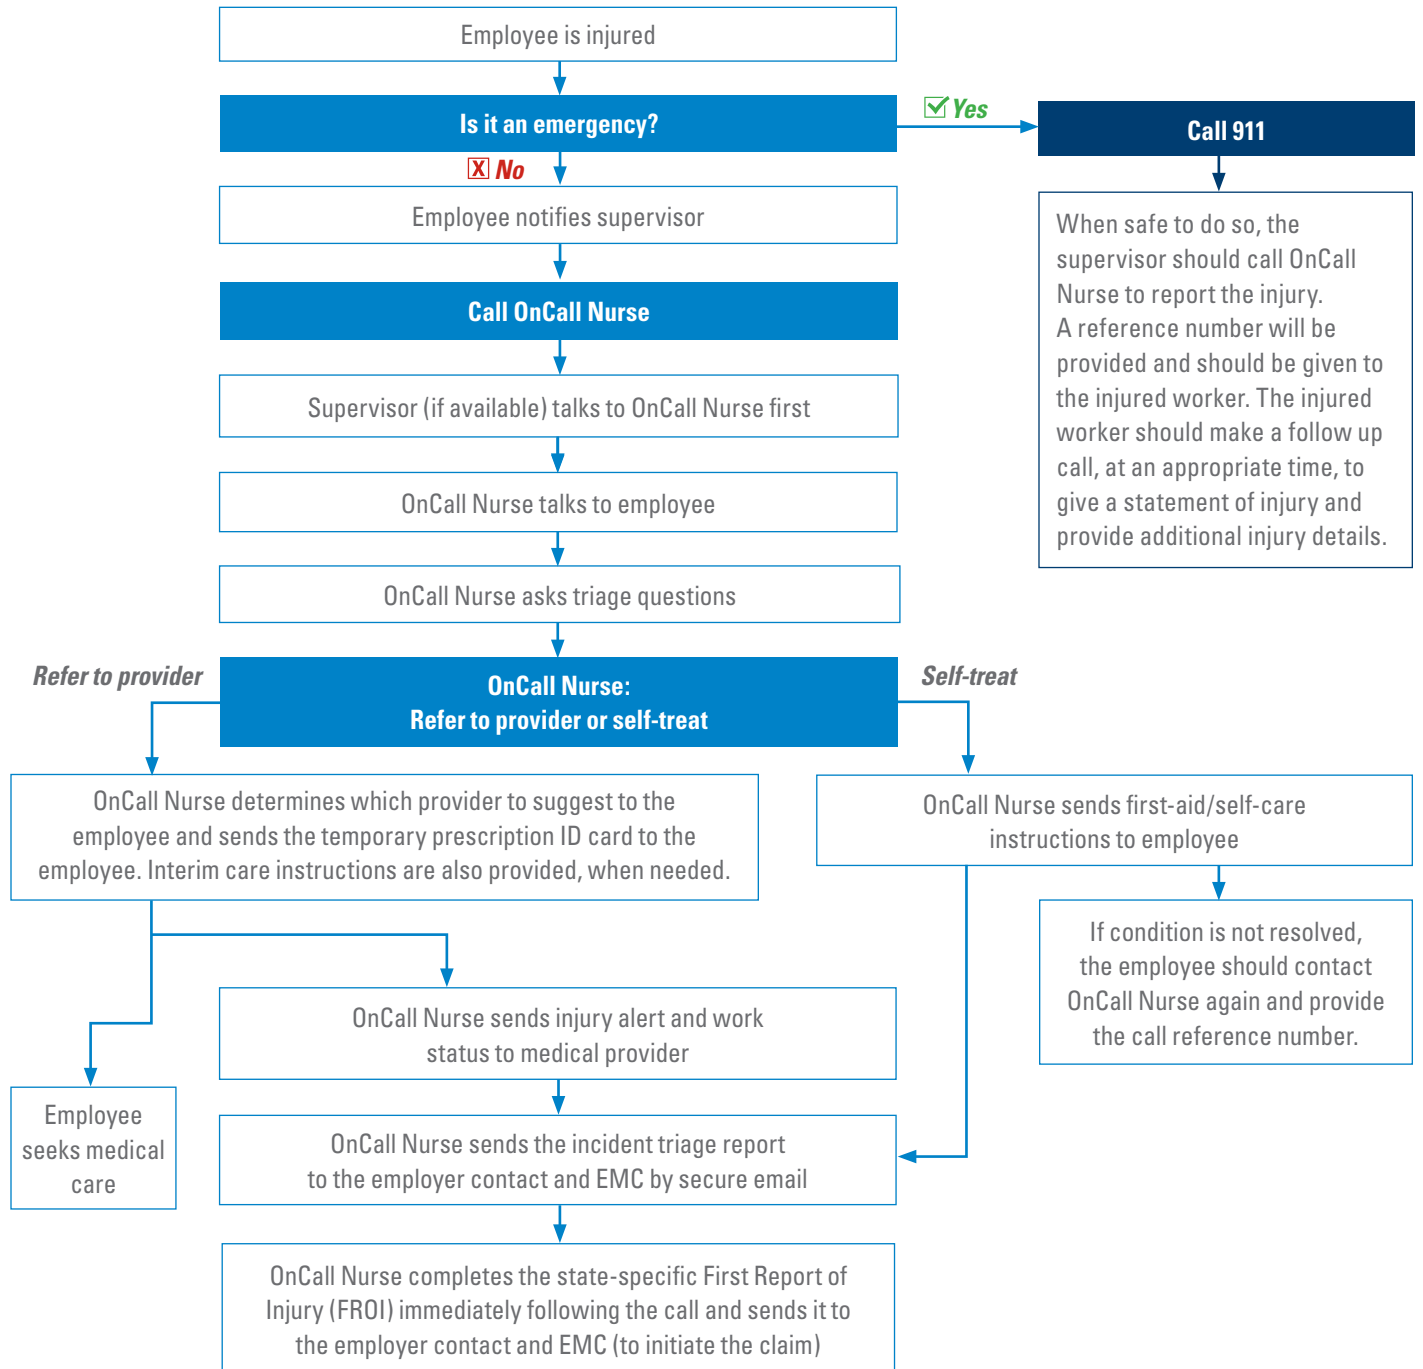 Employee is injured
Is it an emergency?
Yes
Call 911
X No
Employee notifies supervisor
When safe to do so, the
supervisor should call OnCall
Nurse to report the injury.
A reference number will be
provided and should be given to
the injured worker. The injured
worker should make a follow up
call, at an appropriate time, to
give a statement of injury and
provide additional injury details.
Call OnCall Nurse
Supervisor (if available) talks to OnCall Nurse first
OnCall Nurse talks to employee
OnCall Nurse asks triage questions
Refer to provider
OnCall Nurse:
Refer to provider or self-treat
Self-treat
OnCall Nurse determines which provider to suggest to the
employee and sends the temporary prescription ID card to the
employee. Interim care instructions are also provided, when needed.
OnCall Nurse sends first-aid/self-care
instructions to employee
If condition is not resolved,
the employee should contact
OnCall Nurse again and provide
the call reference number.
OnCall Nurse sends injury alert and work
status to medical provider
Employee
seeks medical
care
OnCall Nurse sends the incident triage report
to the employer contact and EMC by secure email
OnCall Nurse completes the state-specific First Report of
Injury (FROI) immediately following the call and sends it to
the employer contact and EMC (to initiate the claim)